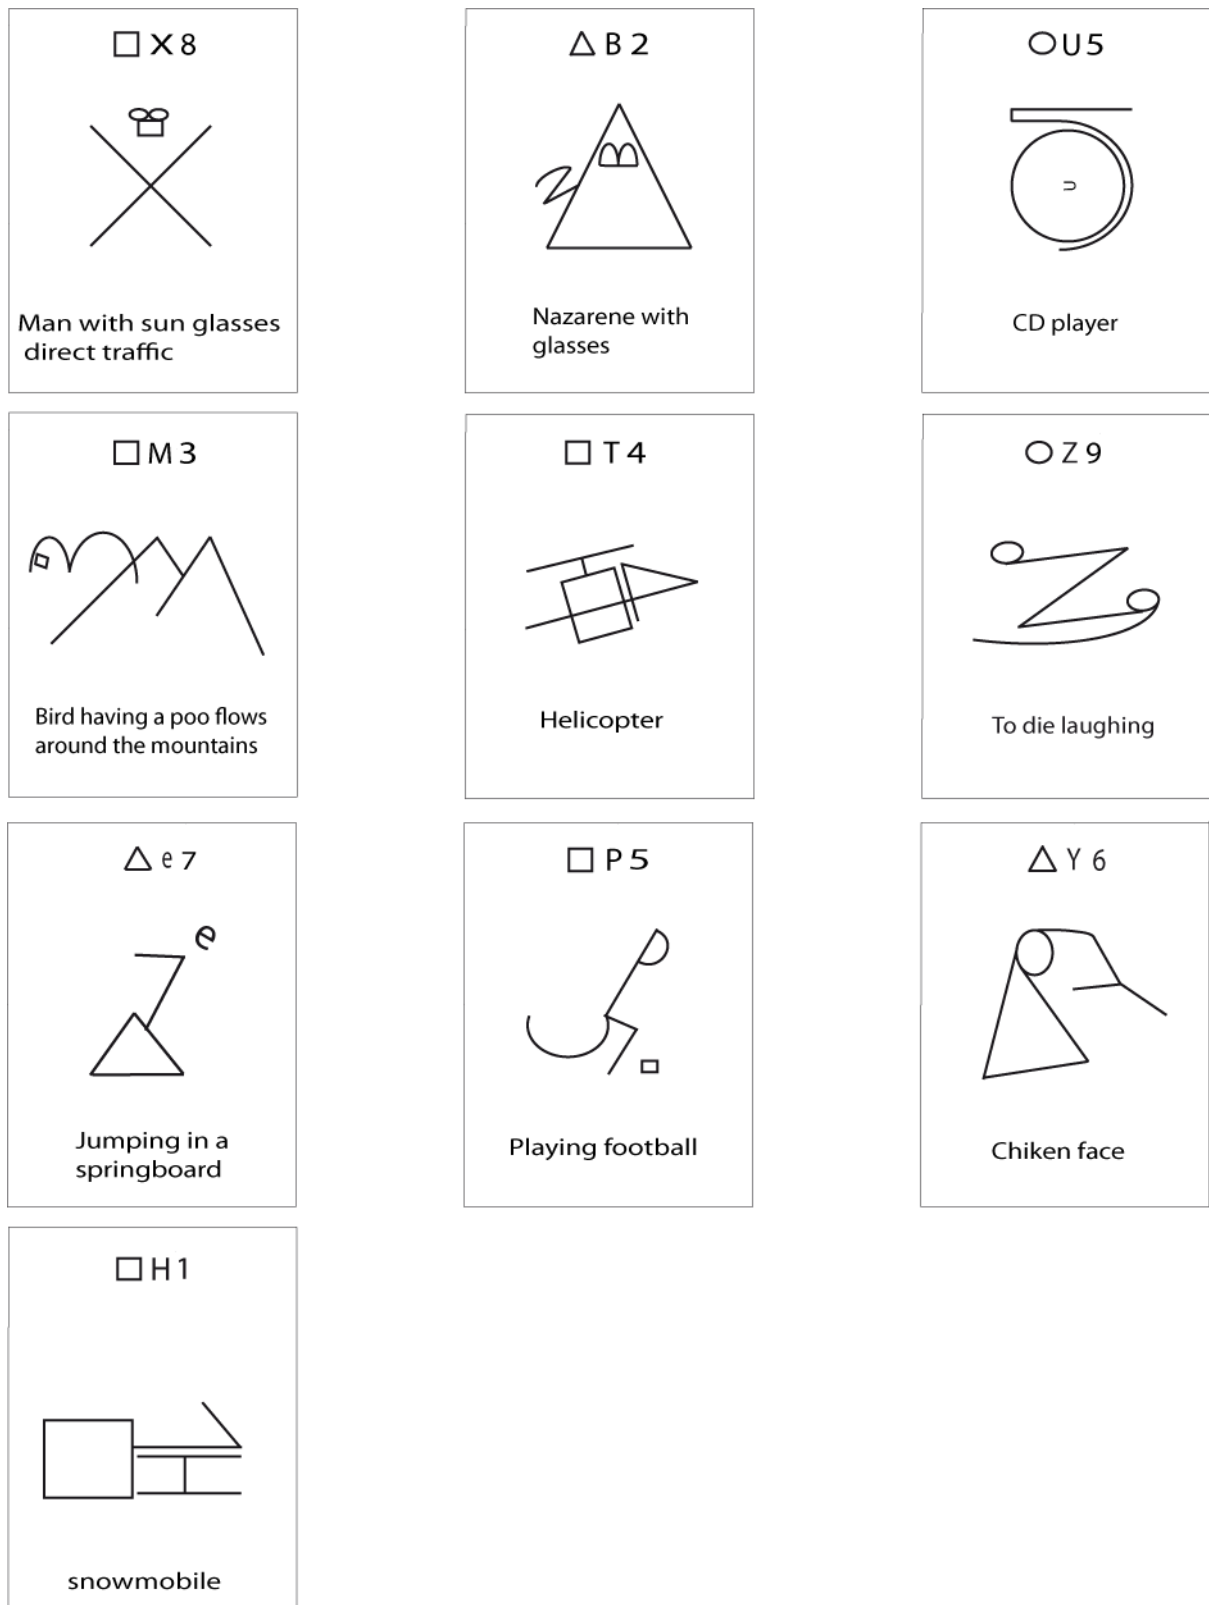 □ X 8
Man with sun glasses
direct traffic
△ B 2
Nazarene with
glasses
○ U 5
CD player
□ M 3
Bird having a poo flows
around the mountains
□ T 4
Helicopter
○ Z 9
To die laughing
△ e 7
Jumping in a
springboard
□ P 5
Playing football
△ Y 6
Chiken face
□ H 1
snowmobile